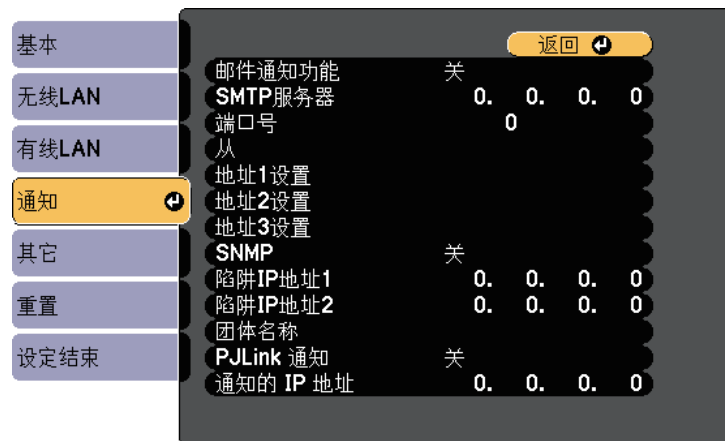 基本
无线LAN
有线LAN
通知
其它
重置
设定结束
返回
邮件通知功能 关
SMTP服务器 0. 0. 0. 0
端口号 0
从
地址1设置
地址2设置
地址3设置
SNMP 关
陷阱IP地址1 0. 0. 0. 0
陷阱IP地址2 0. 0. 0. 0
团体名称
PJLink 通知 关
通知的 IP 地址 0. 0. 0. 0